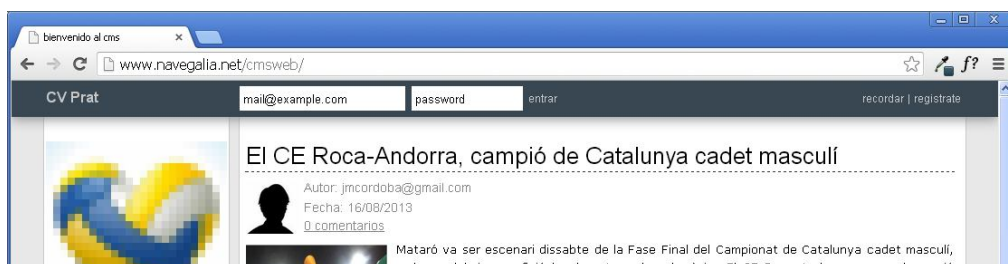 bienvenido al cms
www.navegalia.net/cmsweb/
f?
CV Prat
mail@example.com
password
entrar
recordar | registrate
El CE Roca-Andorra, campió de Catalunya cadet masculí
Autor: jmcordoba@gmail.com
Fecha: 16/08/2013
0 comentarios
Mataró va ser escenari dissabte de la Fase Final del Campionat de Catalunya cadet masculí,